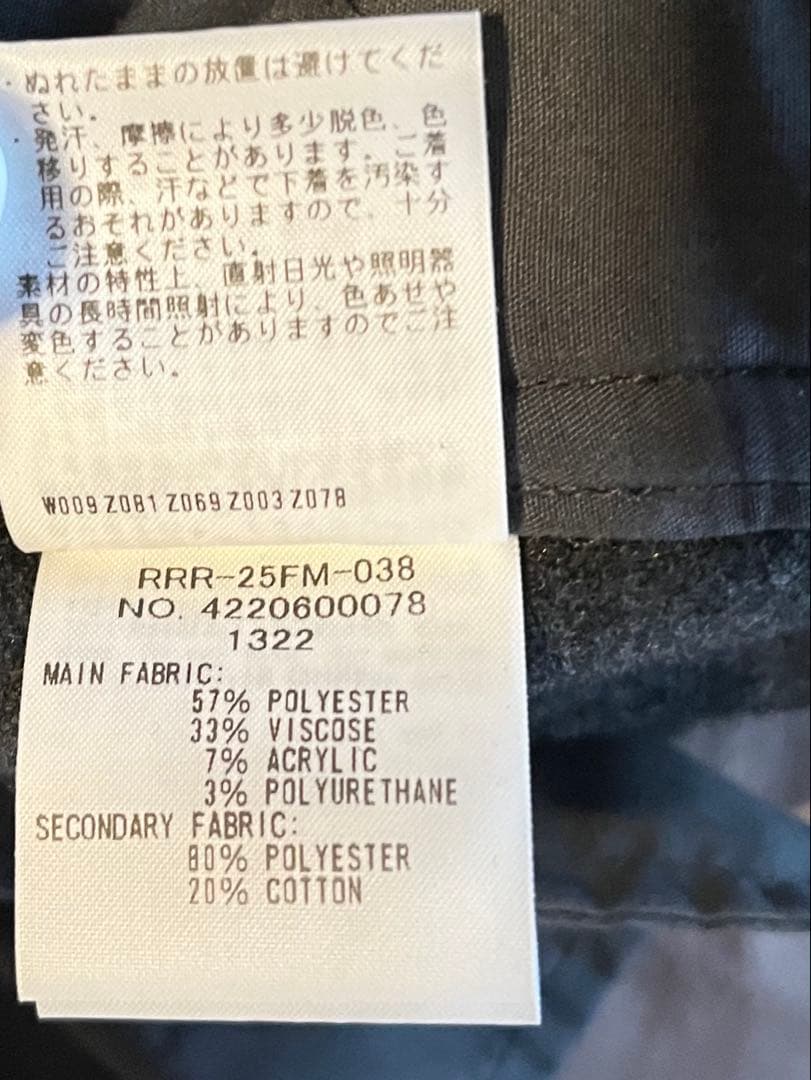 ・ぬれたままの放置は避けてくだ
さい。
・発汗、摩擦により多少脱色、色
移りすることがあります。ご着
用の際、汗などで下着を汚染す
るおそれがありますので、十分
ご注意ください。
素材の特性上、直射日光や照明器
具の長時間照射により、色あせや
変色することがありますのでご注
意ください。
W009 Z081 Z069 Z003 Z078
RRR-25FM-038
NO. 4220600078
1322
MAIN FABRIC:
57% POLYESTER
33% VISCOSE
7% ACRYLIC
3% POLYURETHANE
SECONDARY FABRIC:
80% POLYESTER
20% COTTON